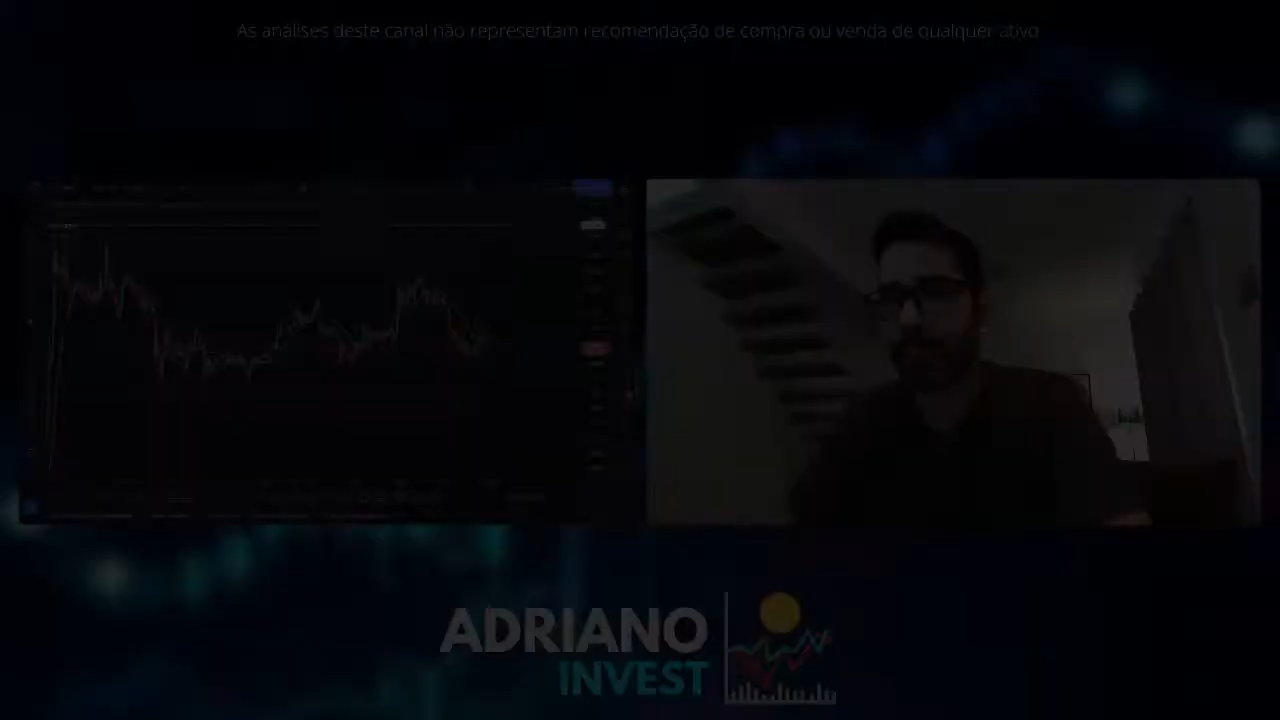 As análises deste canal não representam recomendação de compra ou venda de qualquer ativo
ADRIANO
INVEST